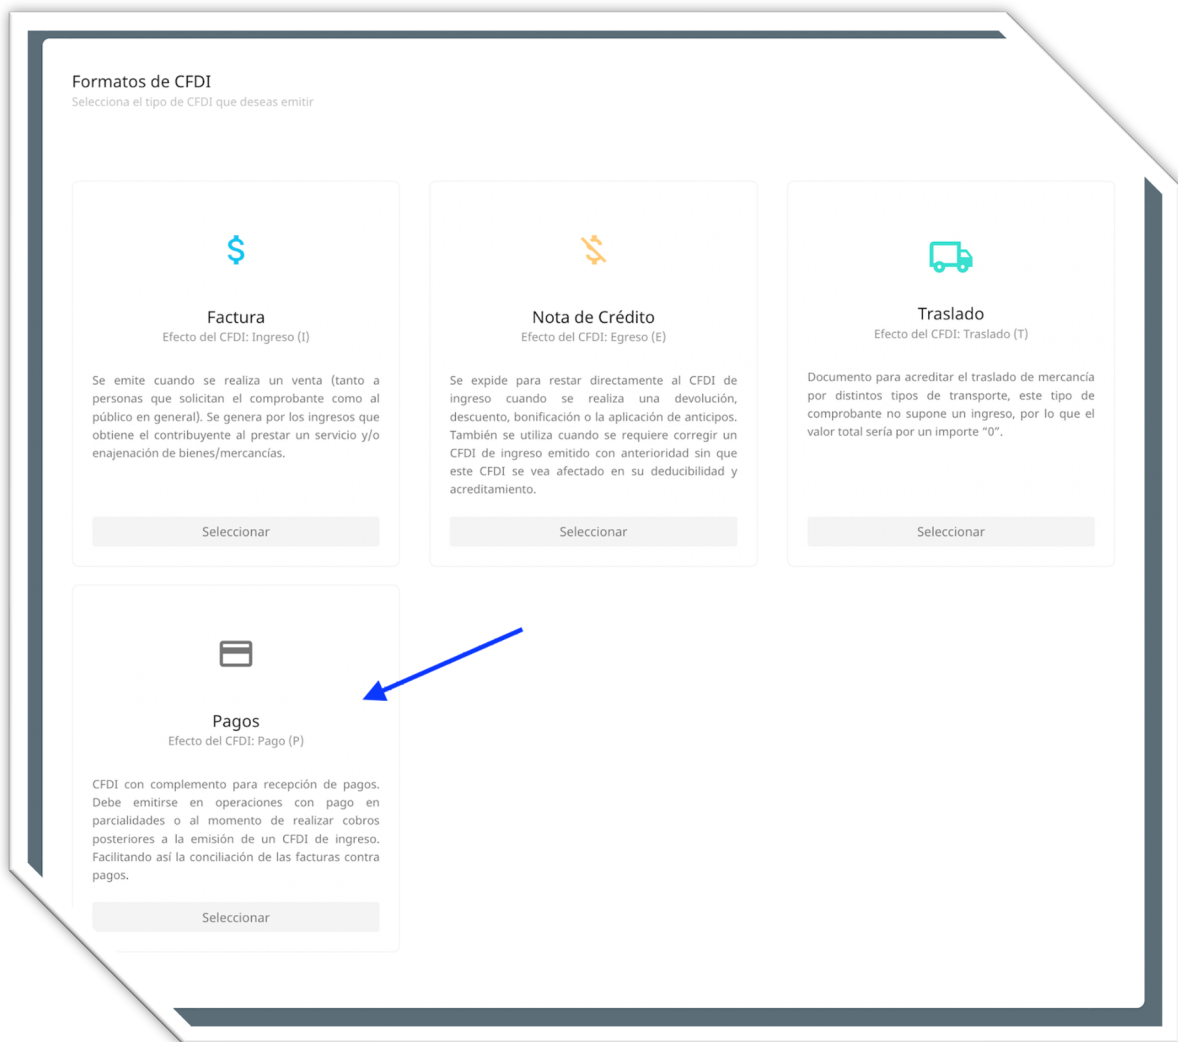 Formatos de CFDI
Selecciona el tipo de CFDI que deseas emitir
Factura
Efecto del CFDI: Ingreso (I)
Se emite cuando se realiza un venta (tanto a
personas que solicitan el comprobante como al
público en general). Se genera por los ingresos que
obtiene el contribuyente al prestar un servicio y/o
enajenación de bienes/mercancías.
Seleccionar
Nota de Crédito
Efecto del CFDI: Egreso (E)
Se expide para restar directamente al CFDI de
ingreso cuando se realiza una devolución,
descuento, bonificación o la aplicación de anticipos.
También se utiliza cuando se requiere corregir un
CFDI de ingreso emitido con anterioridad sin que
este CFDI se vea afectado en su deducibilidad y
acreditamiento.
Seleccionar
Traslado
Efecto del CFDI: Traslado (T)
Documento para acreditar el traslado de mercancía
por distintos tipos de transporte, este tipo de
comprobante no supone un ingreso, por lo que el
valor total sería por un importe “0”.
Seleccionar
Pagos
Efecto del CFDI: Pago (P)
CFDI con complemento para recepción de pagos.
Debe emitirse en operaciones con pago en
parcialidades o al momento de realizar cobros
posteriores a la emisión de un CFDI de ingreso.
Facilitando así la conciliación de las facturas contra
pagos.
Seleccionar